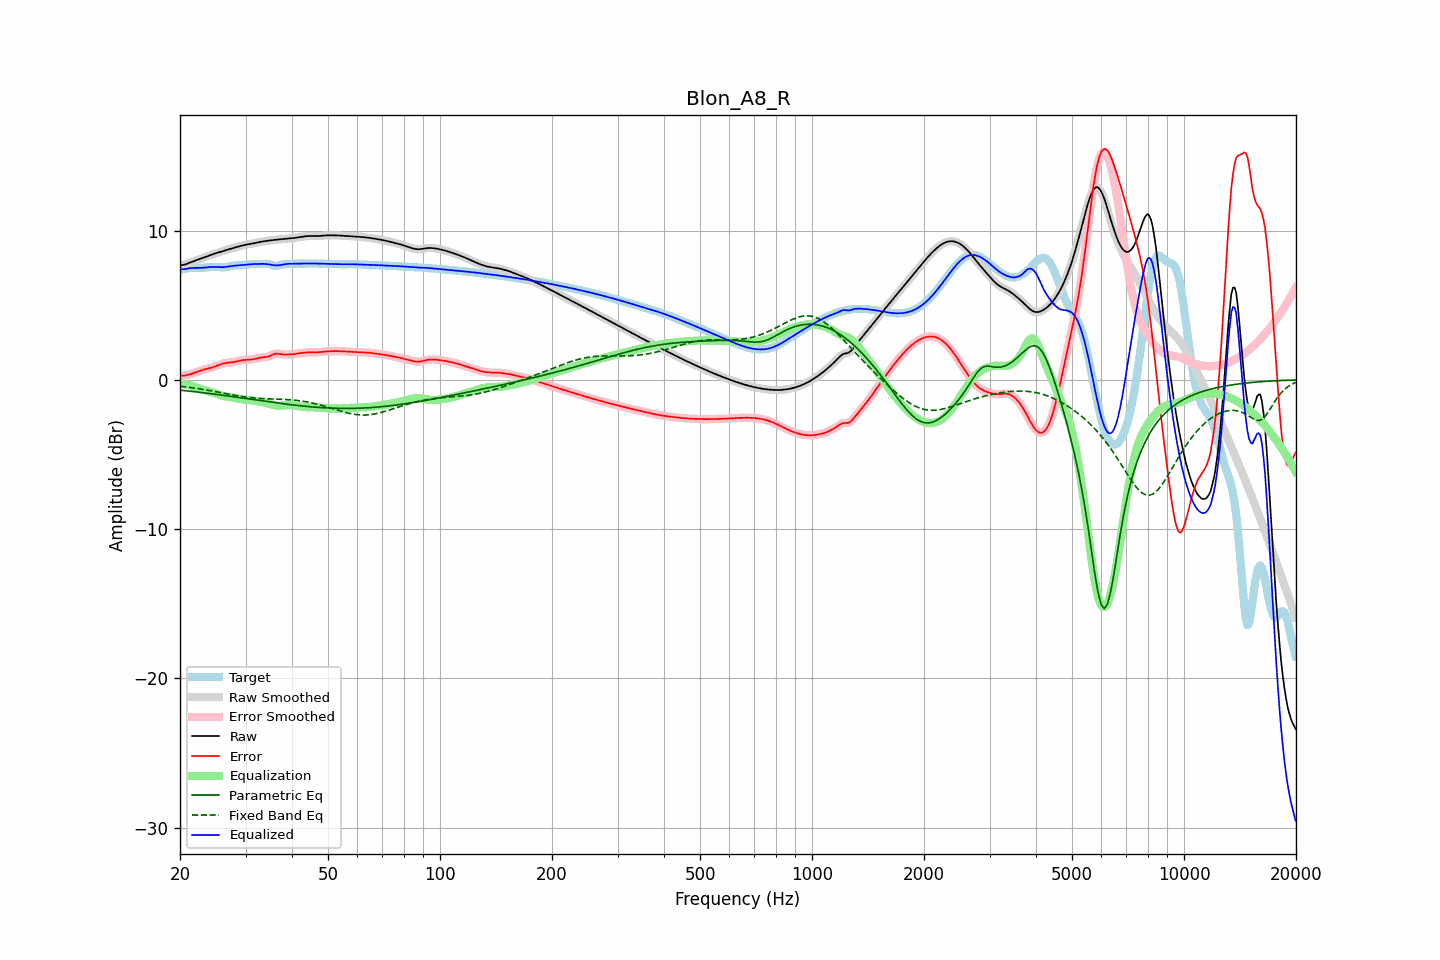 Blon_A8_R
Amplitude (dBr)
10
0
−10
−20
−30
Target
Raw Smoothed
Error Smoothed
Raw
Error
Equalization
Parametric Eq
Fixed Band Eq
Equalized
20 50 100 200 500 1000 2000 5000 10000 20000
Frequency (Hz)